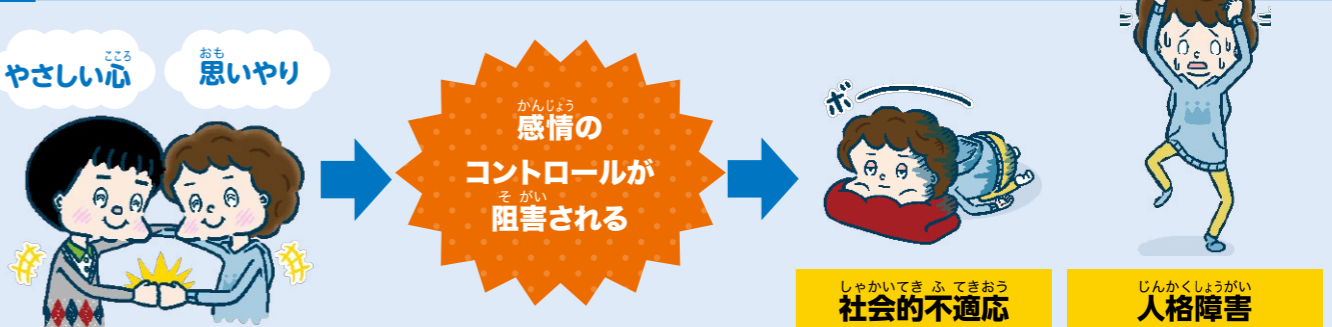 やさしい心
思いやり
感情の
コントロールが
阻害される
ボー
社会的不適応
人格障害